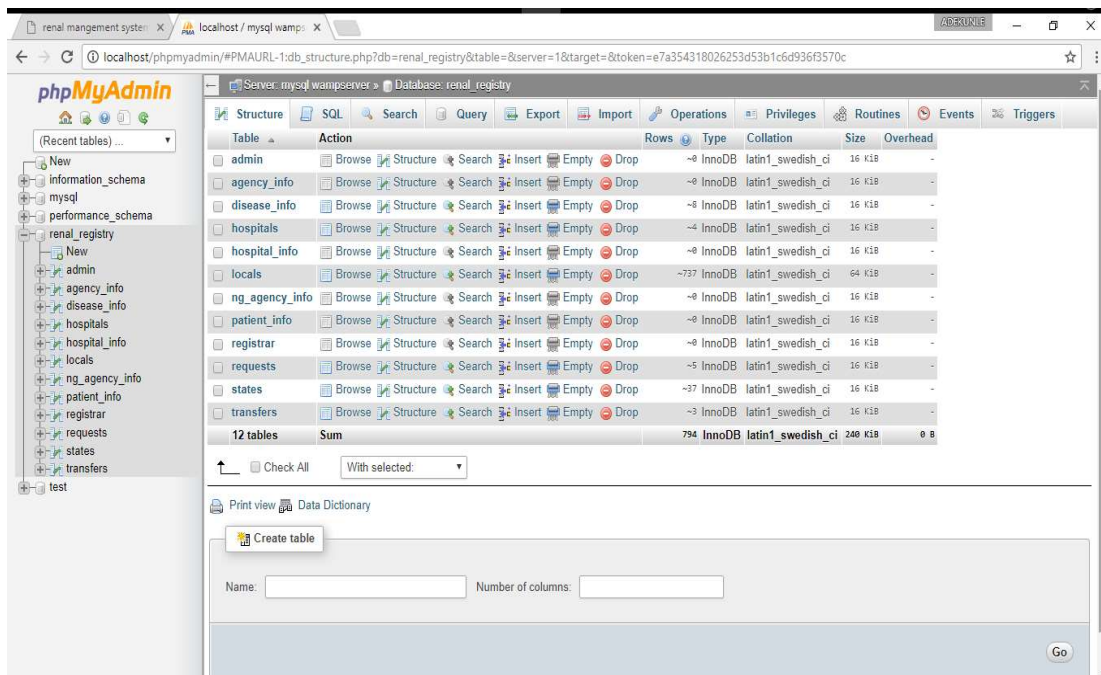 renal mangement system
localhost / mysql wamps
ADEKUNLE
localhost/phpmyadmin/#PMAURL-1:db_structure.php?db=renal_registry&table=&server=1&target=&token=e7a354318026253d53b1c6d936f3570c
phpMyAdmin
(Recent tables) ...
New
information_schema
mysql
performance_schema
renal_registry
New
admin
agency_info
disease_info
hospitals
hospital_info
locals
ng_agency_info
patient_info
registrar
requests
states
transfers
test
Server: mysql wampserver » Database: renal_registry
Structure SQL Search Query Export Import Operations Privileges Routines Events Triggers
Table Action Rows Type Collation Size Overhead
admin Browse Structure Search Insert Empty Drop ~0 InnoDB latin1_swedish_ci 16 KiB -
agency_info Browse Structure Search Insert Empty Drop ~0 InnoDB latin1_swedish_ci 16 KiB -
disease_info Browse Structure Search Insert Empty Drop ~8 InnoDB latin1_swedish_ci 16 KiB -
hospitals Browse Structure Search Insert Empty Drop ~4 InnoDB latin1_swedish_ci 16 KiB -
hospital_info Browse Structure Search Insert Empty Drop ~0 InnoDB latin1_swedish_ci 16 KiB -
locals Browse Structure Search Insert Empty Drop ~737 InnoDB latin1_swedish_ci 64 KiB -
ng_agency_info Browse Structure Search Insert Empty Drop ~0 InnoDB latin1_swedish_ci 16 KiB -
patient_info Browse Structure Search Insert Empty Drop ~0 InnoDB latin1_swedish_ci 16 KiB -
registrar Browse Structure Search Insert Empty Drop ~0 InnoDB latin1_swedish_ci 16 KiB -
requests Browse Structure Search Insert Empty Drop ~5 InnoDB latin1_swedish_ci 16 KiB -
states Browse Structure Search Insert Empty Drop ~37 InnoDB latin1_swedish_ci 16 KiB -
transfers Browse Structure Search Insert Empty Drop ~3 InnoDB latin1_swedish_ci 16 KiB -
12 tables Sum 794 InnoDB latin1_swedish_ci 240 KiB 0 B
Check All With selected:
Print view Data Dictionary
Create table
Name: Number of columns:
Go